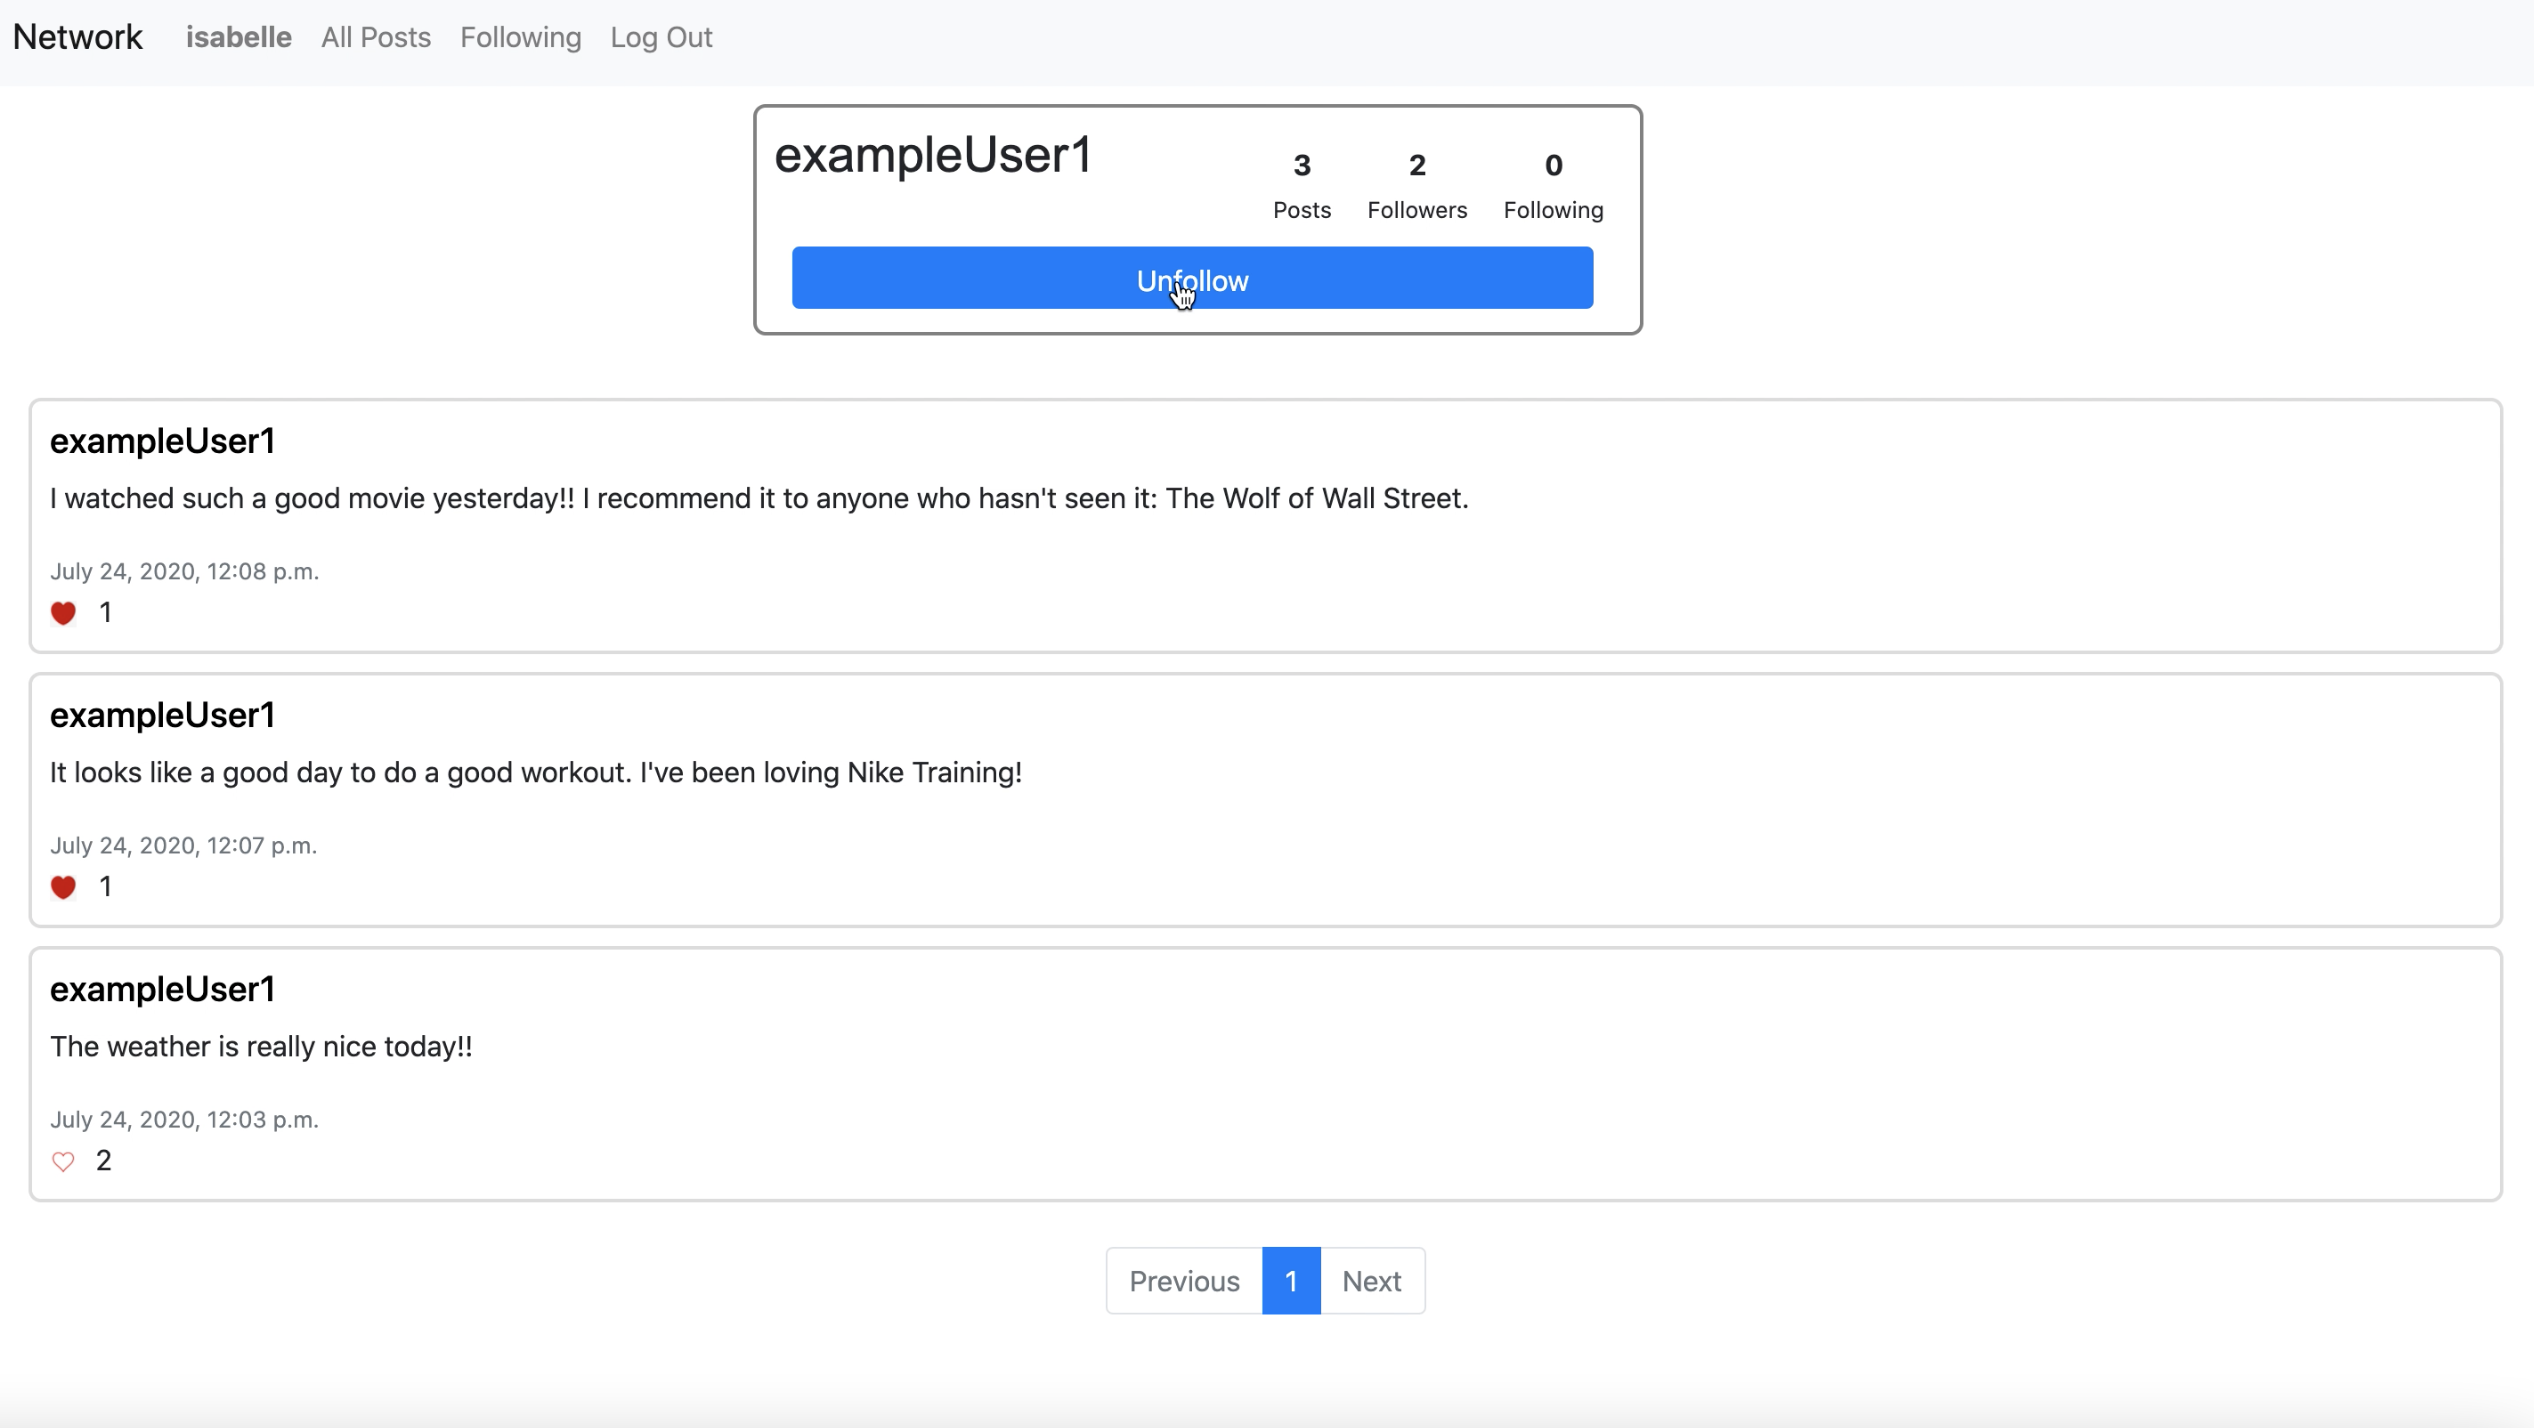 Network isabelle All Posts Following Log Out
exampleUser1
3 2 0
Posts Followers Following
Unfollow
exampleUser1
I watched such a good movie yesterday!! I recommend it to anyone who hasn't seen it: The Wolf of Wall Street.
July 24, 2020, 12:08 p.m.
1
exampleUser1
It looks like a good day to do a good workout. I've been loving Nike Training!
July 24, 2020, 12:07 p.m.
1
exampleUser1
The weather is really nice today!!
July 24, 2020, 12:03 p.m.
2
Previous 1 Next